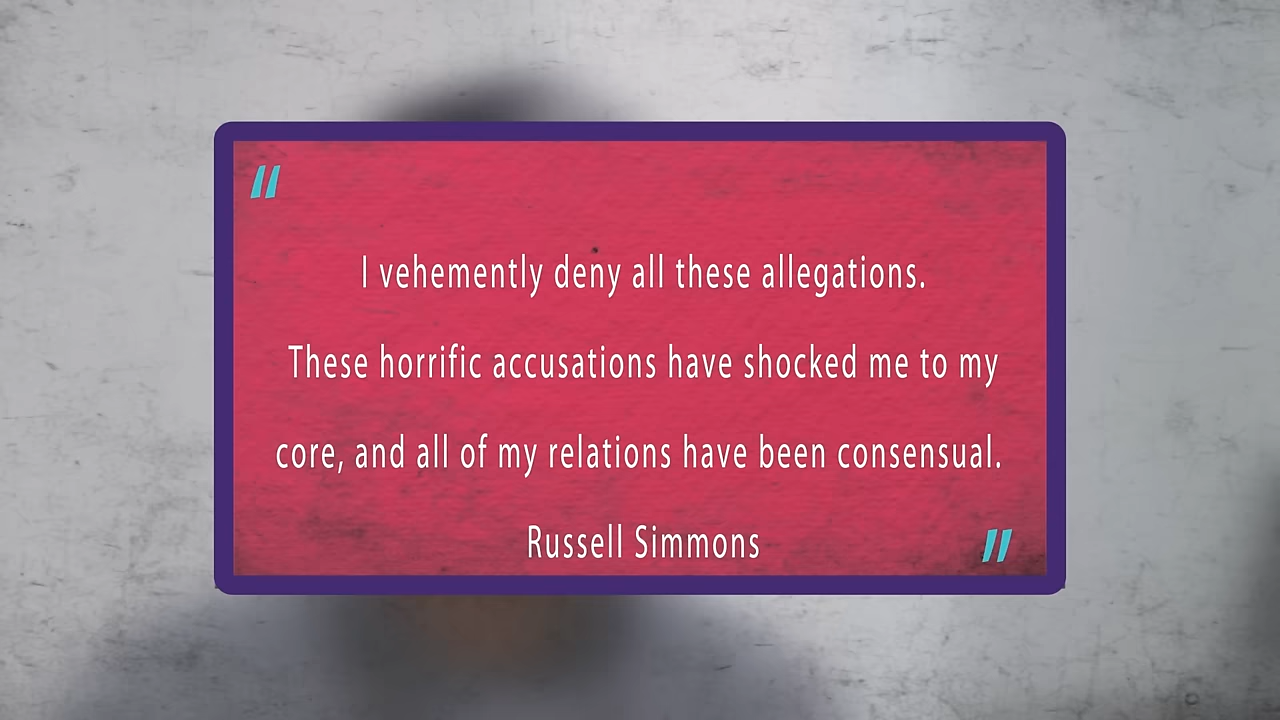 "
I vehemently deny all these allegations.
These horrific accusations have shocked me to my
core, and all of my relations have been consensual.
Russell Simmons
"